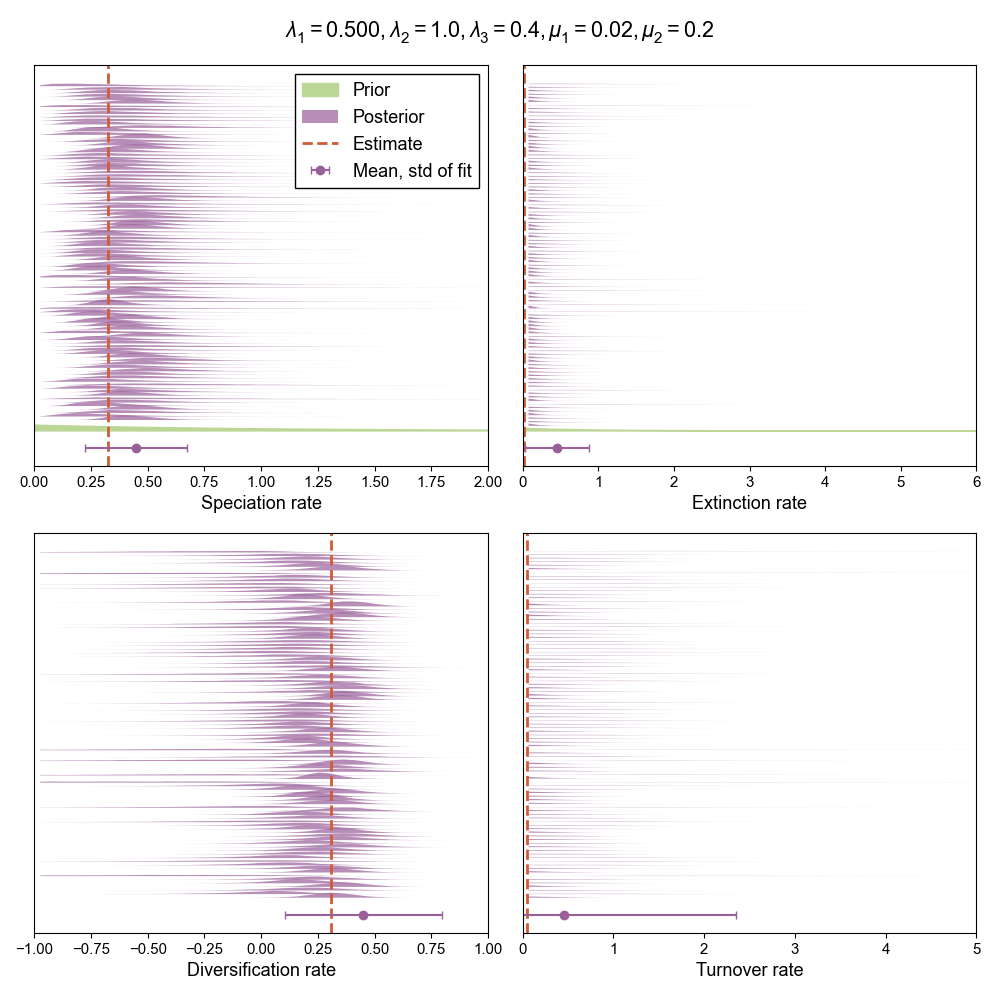 λ₁ = 0.500, λ₂ = 1.0, λ₃ = 0.4, μ₁ = 0.02, μ₂ = 0.2
Prior
Posterior
Estimate
Mean, std of fit
0.00 0.25 0.50 0.75 1.00 1.25 1.50 1.75 2.00
Speciation rate
0 1 2 3 4 5 6
Extinction rate
−1.00 −0.75 −0.50 −0.25 0.00 0.25 0.50 0.75 1.00
Diversification rate
0 1 2 3 4 5
Turnover rate